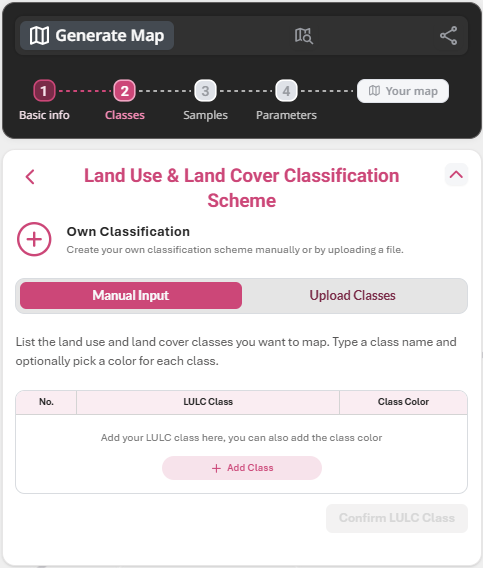 Generate Map
1 2 3 4 Your map
Basic info Classes Samples Parameters
Land Use & Land Cover Classification
Scheme
Own Classification
Create your own classification scheme manually or by uploading a file.
Manual Input Upload Classes
List the land use and land cover classes you want to map. Type a class name and
optionally pick a color for each class.
No. LULC Class Class Color
Add your LULC class here, you can also add the class color
+ Add Class
Confirm LULC Class